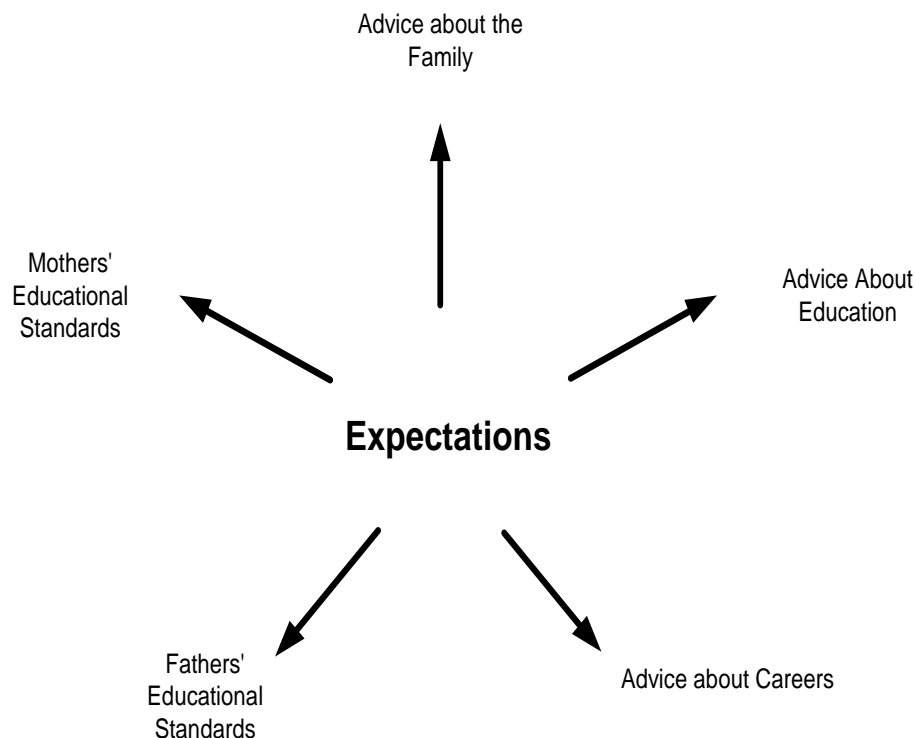 Advice about the
Family
Mothers'
Educational
Standards
Advice About
Education
Expectations
Fathers'
Educational
Standards
Advice about Careers